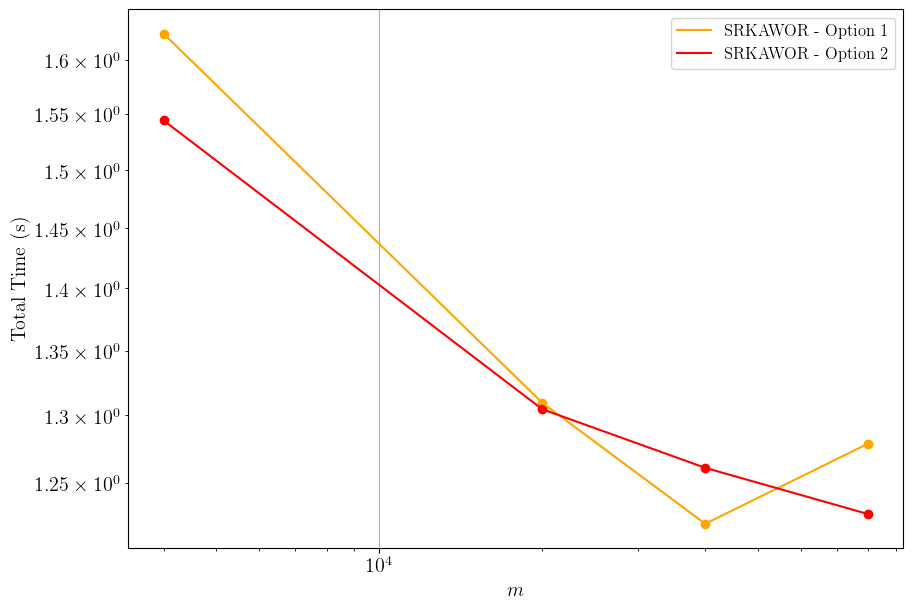 SRKAWOR - Option 1
SRKAWOR - Option 2
Total Time (s)
1.6 × 10⁰
1.55 × 10⁰
1.5 × 10⁰
1.45 × 10⁰
1.4 × 10⁰
1.35 × 10⁰
1.3 × 10⁰
1.25 × 10⁰
10⁴
m